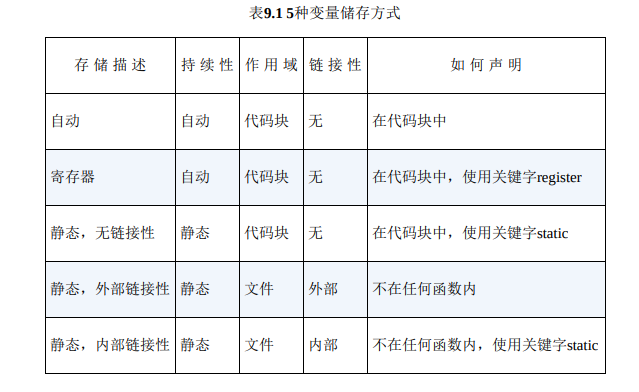 表9.1 5种变量储存方式
存储描述 持续性 作用域 链接性 如何声明
自动 自动 代码块 无 在代码块中
寄存器 自动 代码块 无 在代码块中，使用关键字register
静态，无链接性 静态 代码块 无 在代码块中，使用关键字static
静态，外部链接性 静态 文件 外部 不在任何函数内
静态，内部链接性 静态 文件 内部 不在任何函数内，使用关键字static